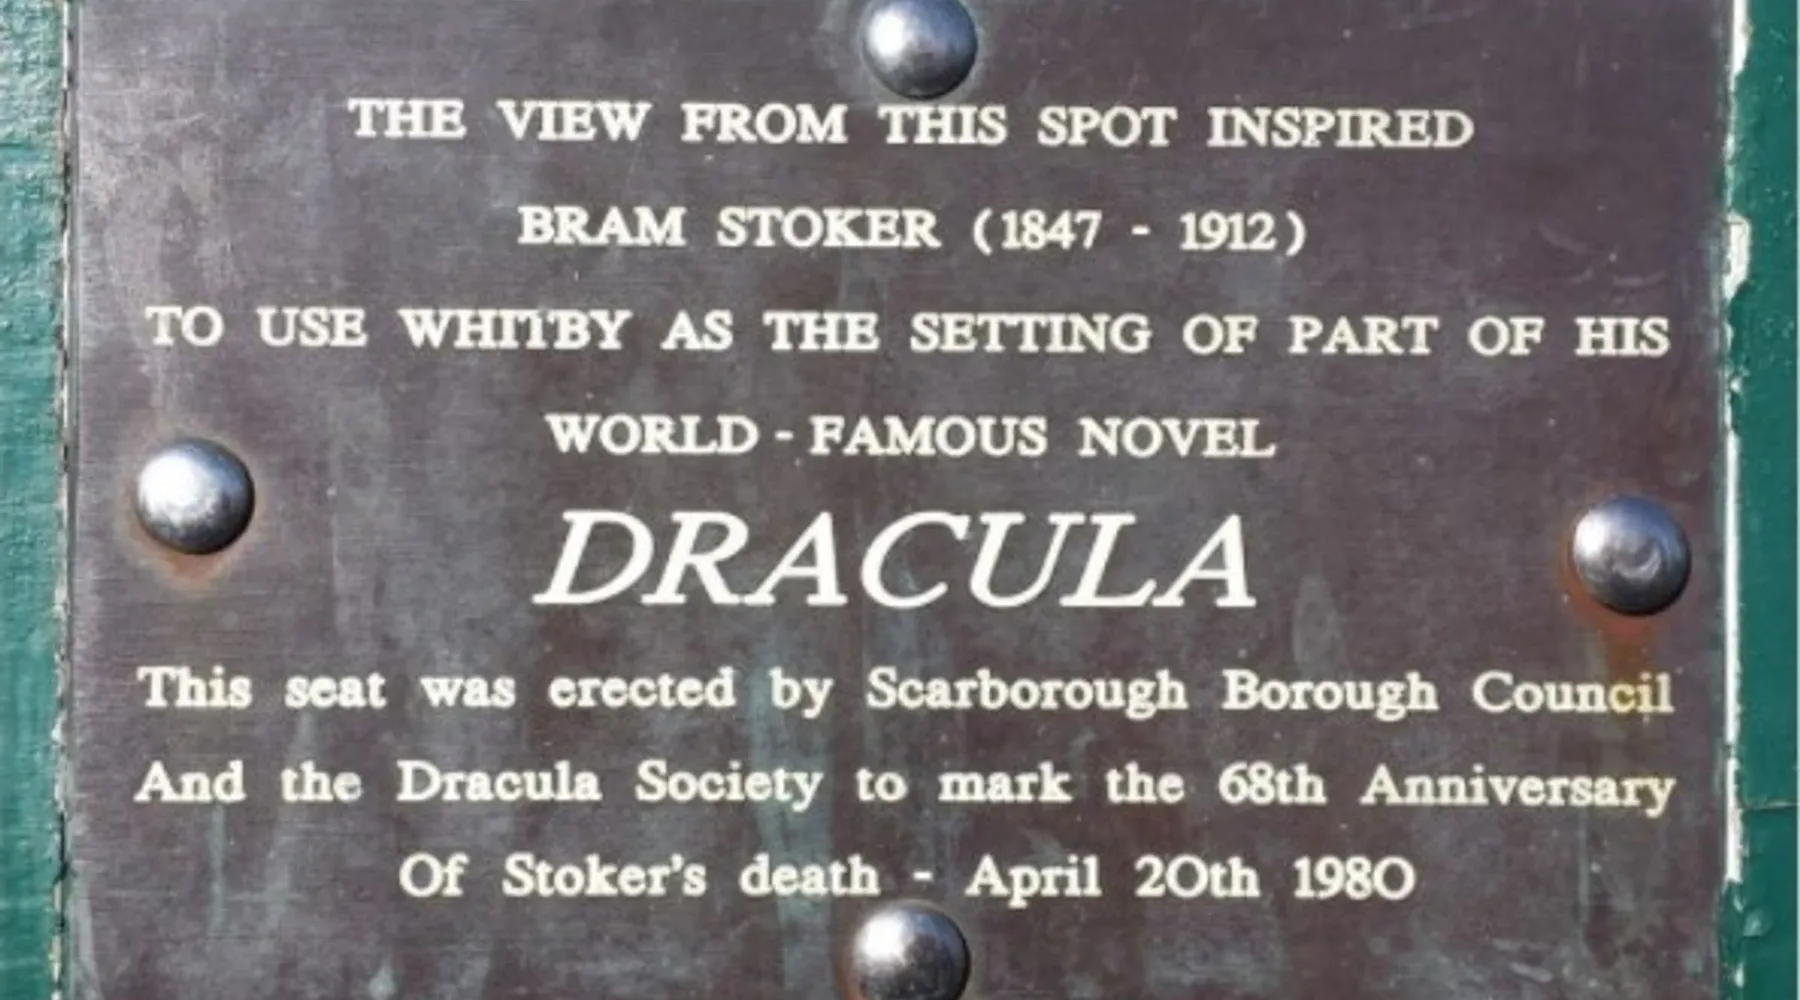 THE VIEW FROM THIS SPOT INSPIRED
BRAM STOKER (1847 - 1912)
TO USE WHITBY AS THE SETTING OF PART OF HIS
WORLD - FAMOUS NOVEL
DRACULA
This seat was erected by Scarborough Borough Council
And the Dracula Society to mark the 68th Anniversary
Of Stoker's death - April 20th 1980